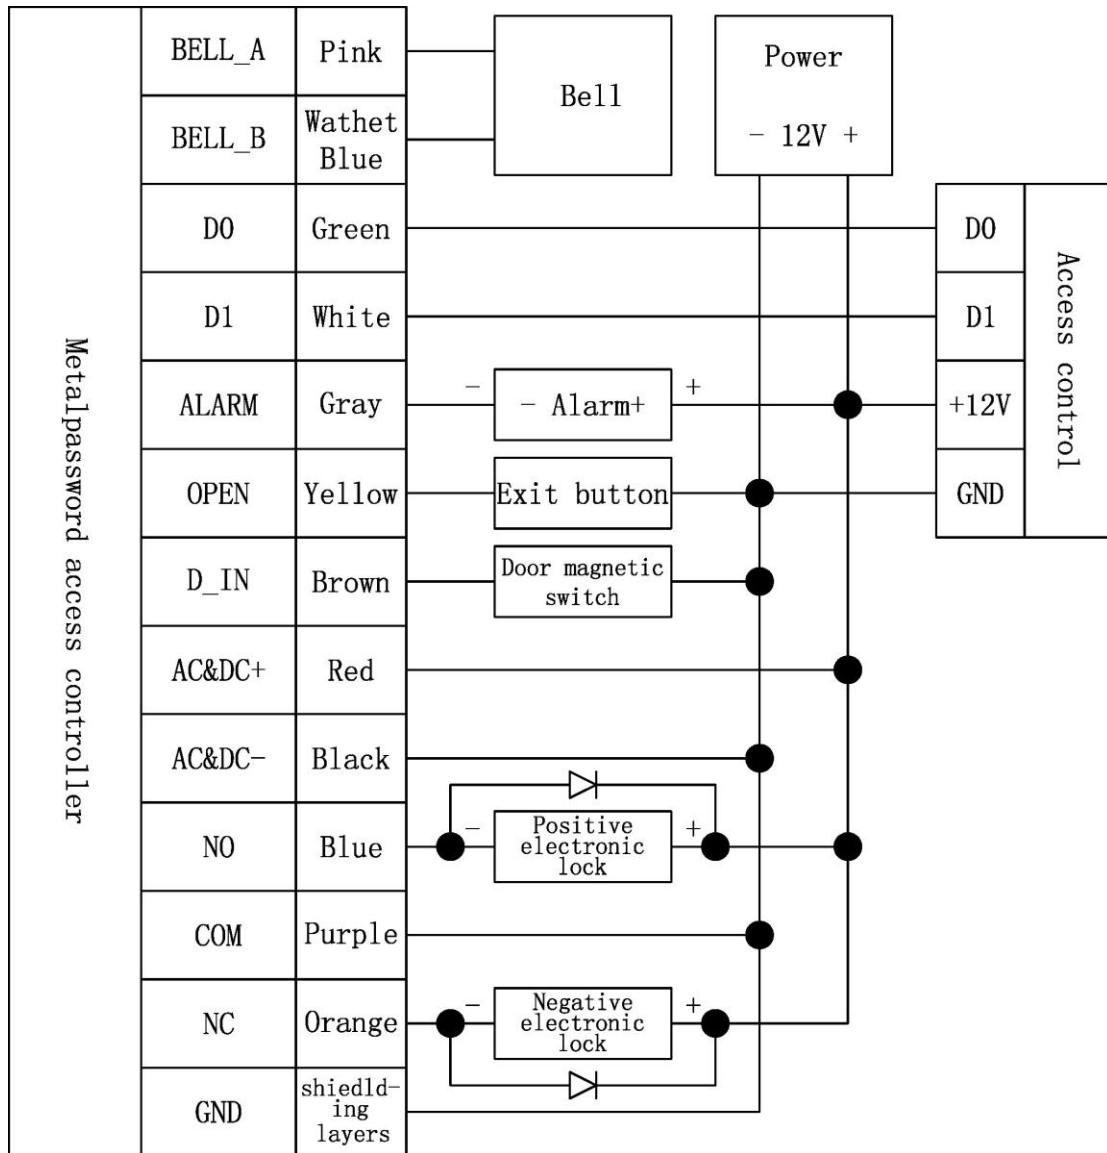 Metalpassword access controller
BELL_A Pink
BELL_B Wathet
Blue
Bell
Power
- 12V +
D0 Green
D0
D1 White
D1
Access control
ALARM Gray
- - Alarm+ +
+12V
OPEN Yellow
Exit button
GND
D_IN Brown
Door magnetic
switch
AC&DC+ Red
AC&DC- Black
NO Blue
- Positive +
electronic
lock
COM Purple
NC Orange
- Negative +
electronic
lock
GND
shiedld-
ing
layers